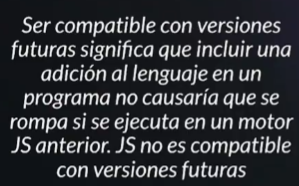 Ser compatible con versiones
futuras significa que incluir una
adición al lenguaje en un
programa no causaría que se
rompa si se ejecuta en un motor
JS anterior. JS no es compatible
con versiones futuras